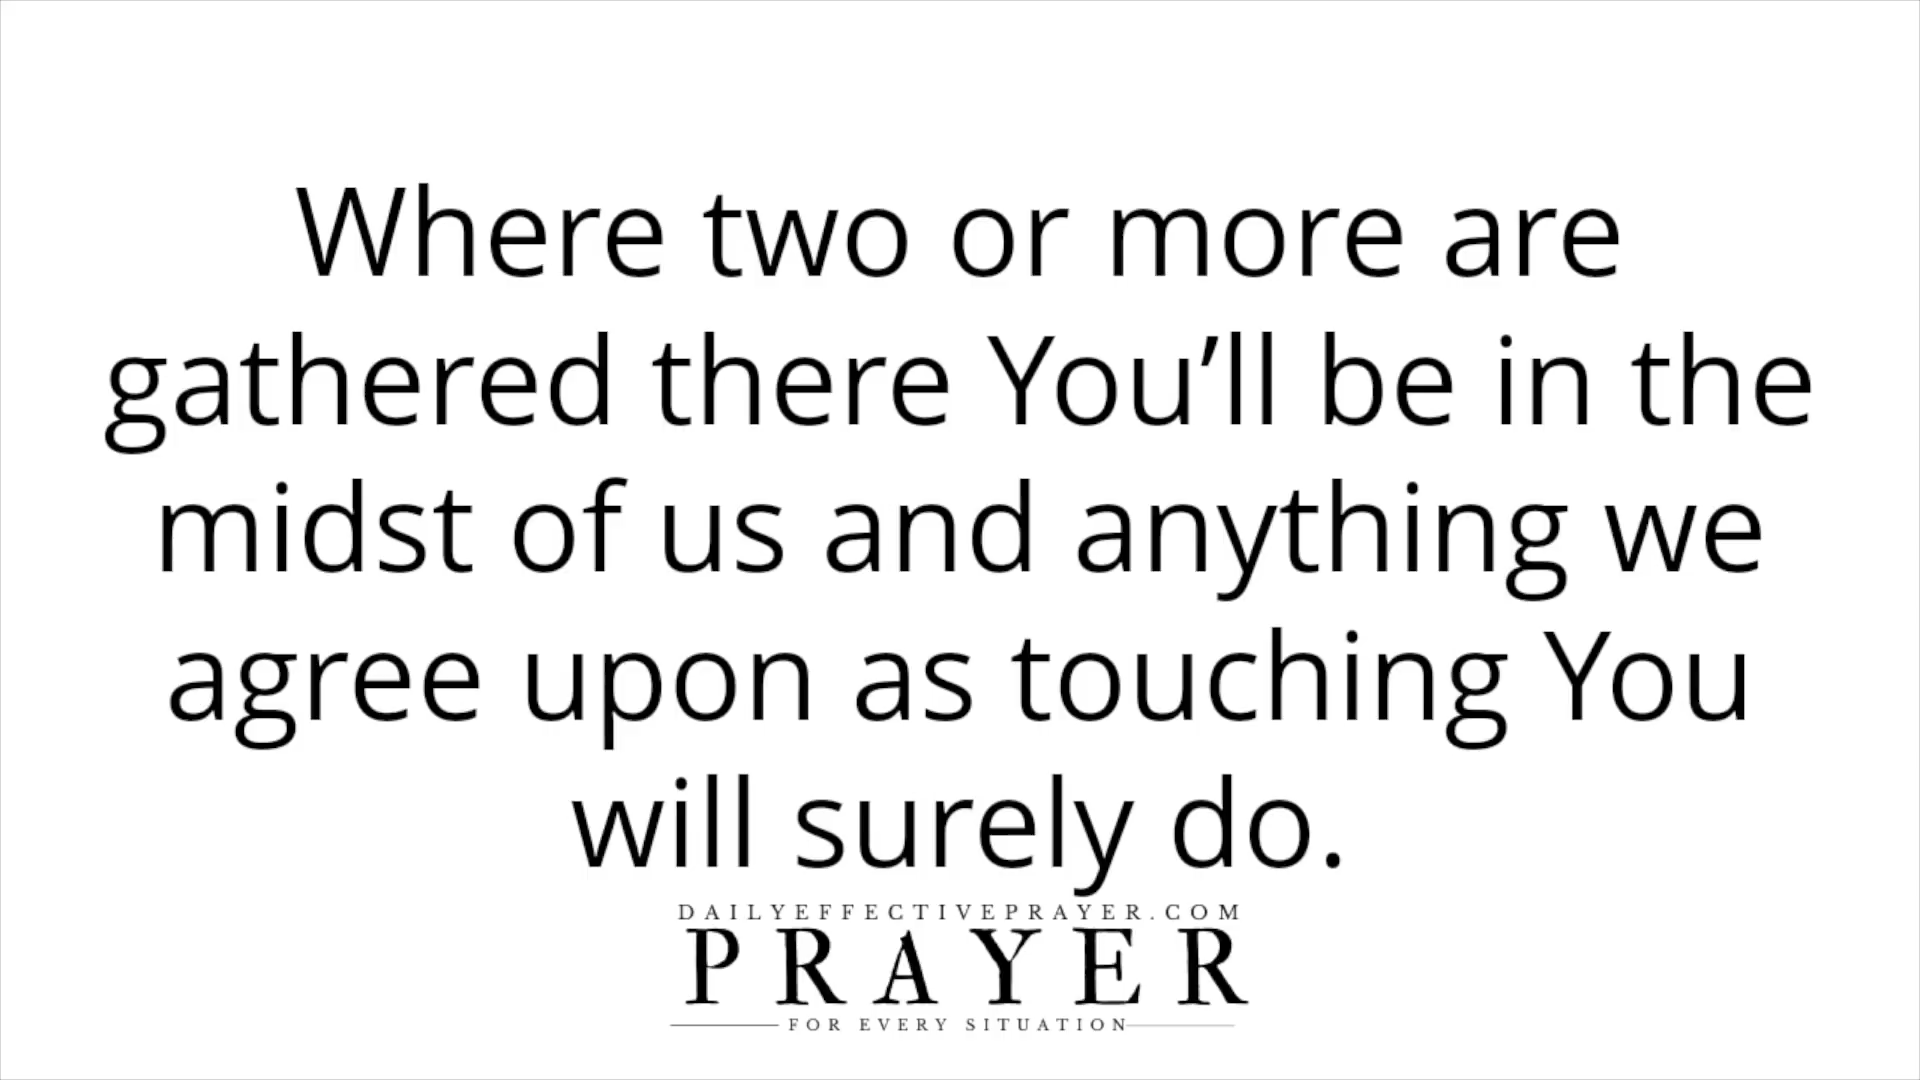 Where two or more are
gathered there You’ll be in the
midst of us and anything we
agree upon as touching You
will surely do.
DAILYEFFECTIVEPRAYER.COM
PRAYER
FOR EVERY SITUATION